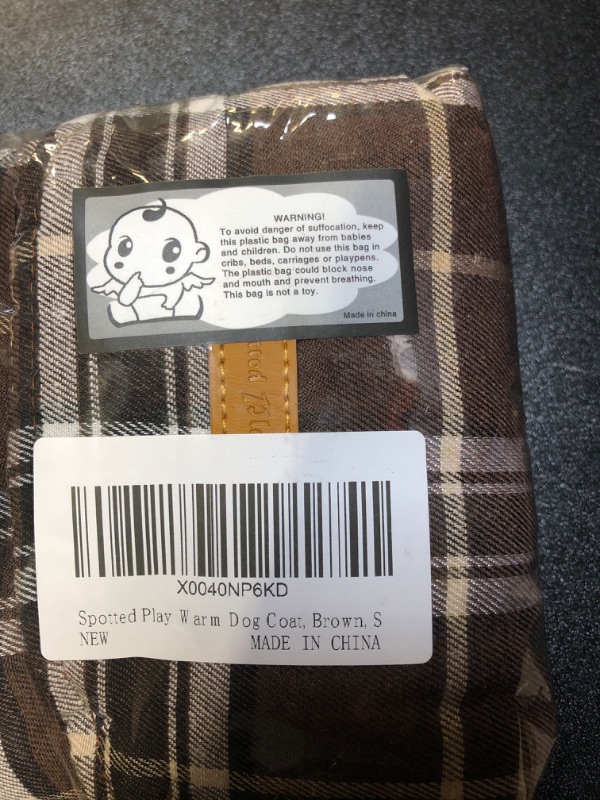 WARNING!
To avoid danger of suffocation, keep
this plastic bag away from babies
and children. Do not use this bag in
cribs, beds, carriages or playpens.
The plastic bag could block nose
and mouth and prevent breathing.
This bag is not a toy.
Made in china
X0040NP6KD
Spotted Play Warm Dog Coat, Brown, S
NEW MADE IN CHINA